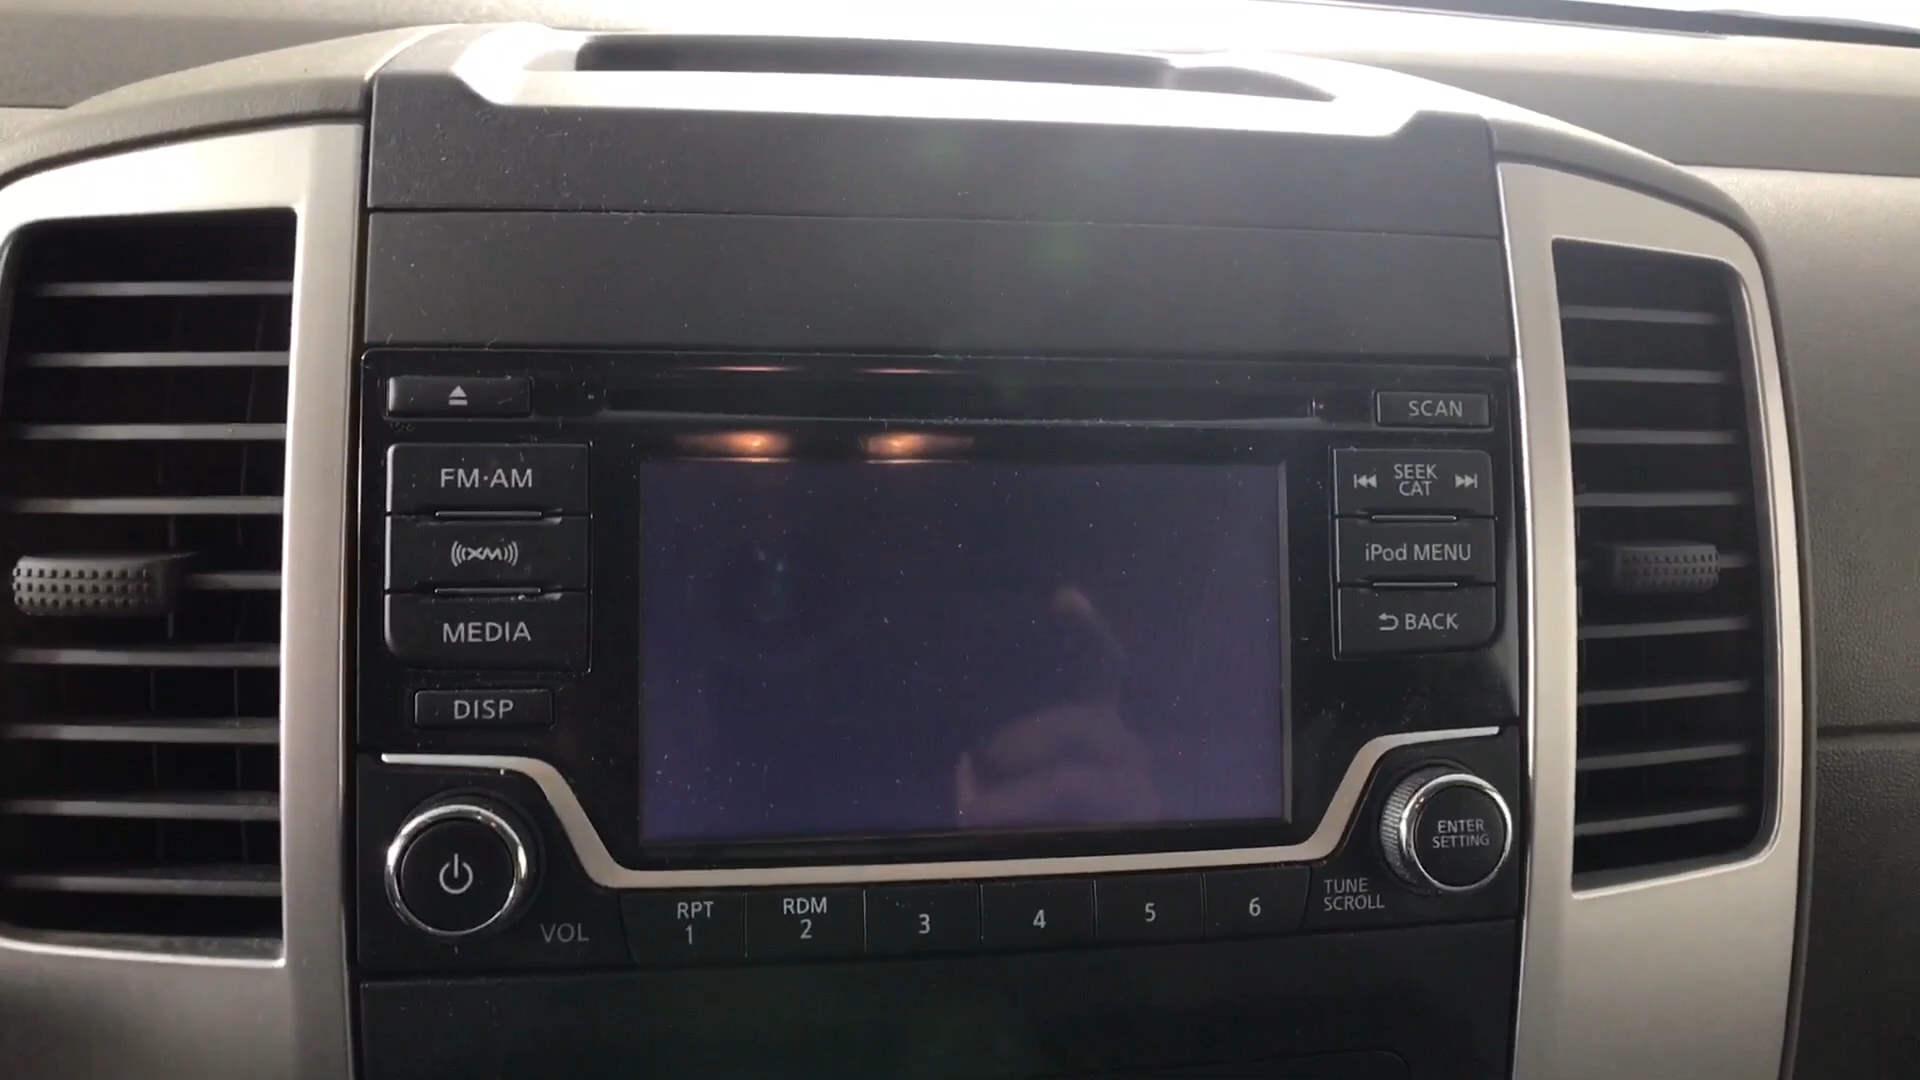 SCAN
FM·AM
SEEK
CAT
XM
iPod MENU
MEDIA
BACK
DISP
ENTER
SETTING
VOL
TUNE
SCROLL
RPT
1
RDM
2
3
4
5
6